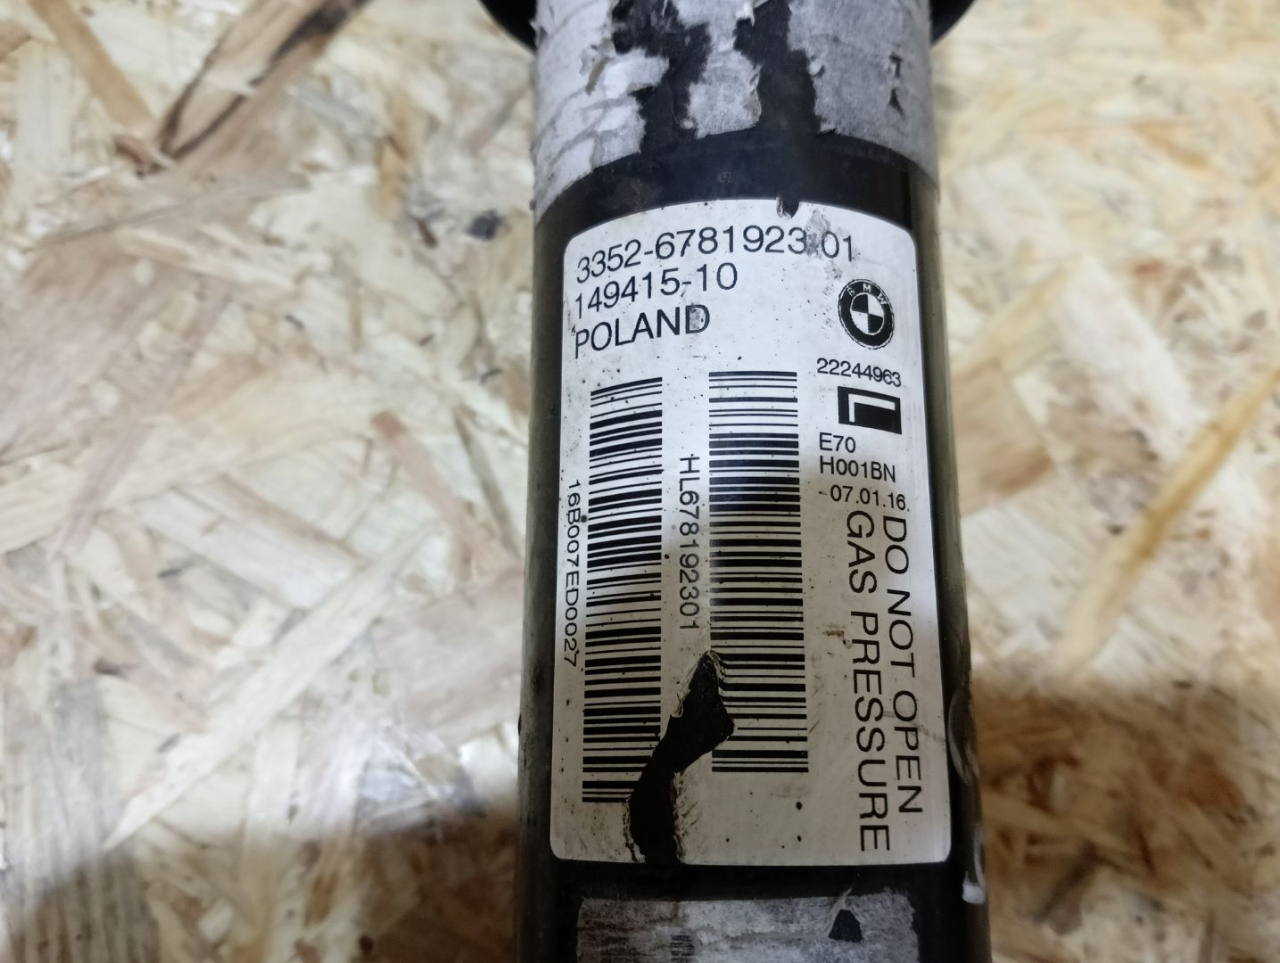 3352-6781923 01
149415-10
POLAND
BMW
22244963
L
E70
H001BN
07.01.16.
DO NOT OPEN
GAS PRESSURE
HL678192301
16B007ED0027